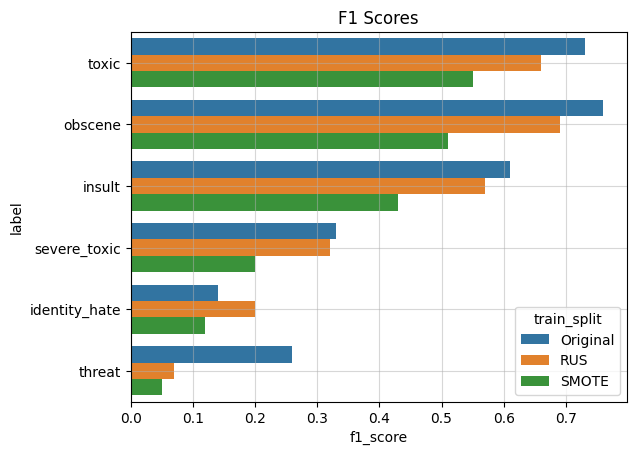 F1 Scores
label
toxic
obscene
insult
severe_toxic
identity_hate
threat
train_split
Original
RUS
SMOTE
0.0 0.1 0.2 0.3 0.4 0.5 0.6 0.7
f1_score